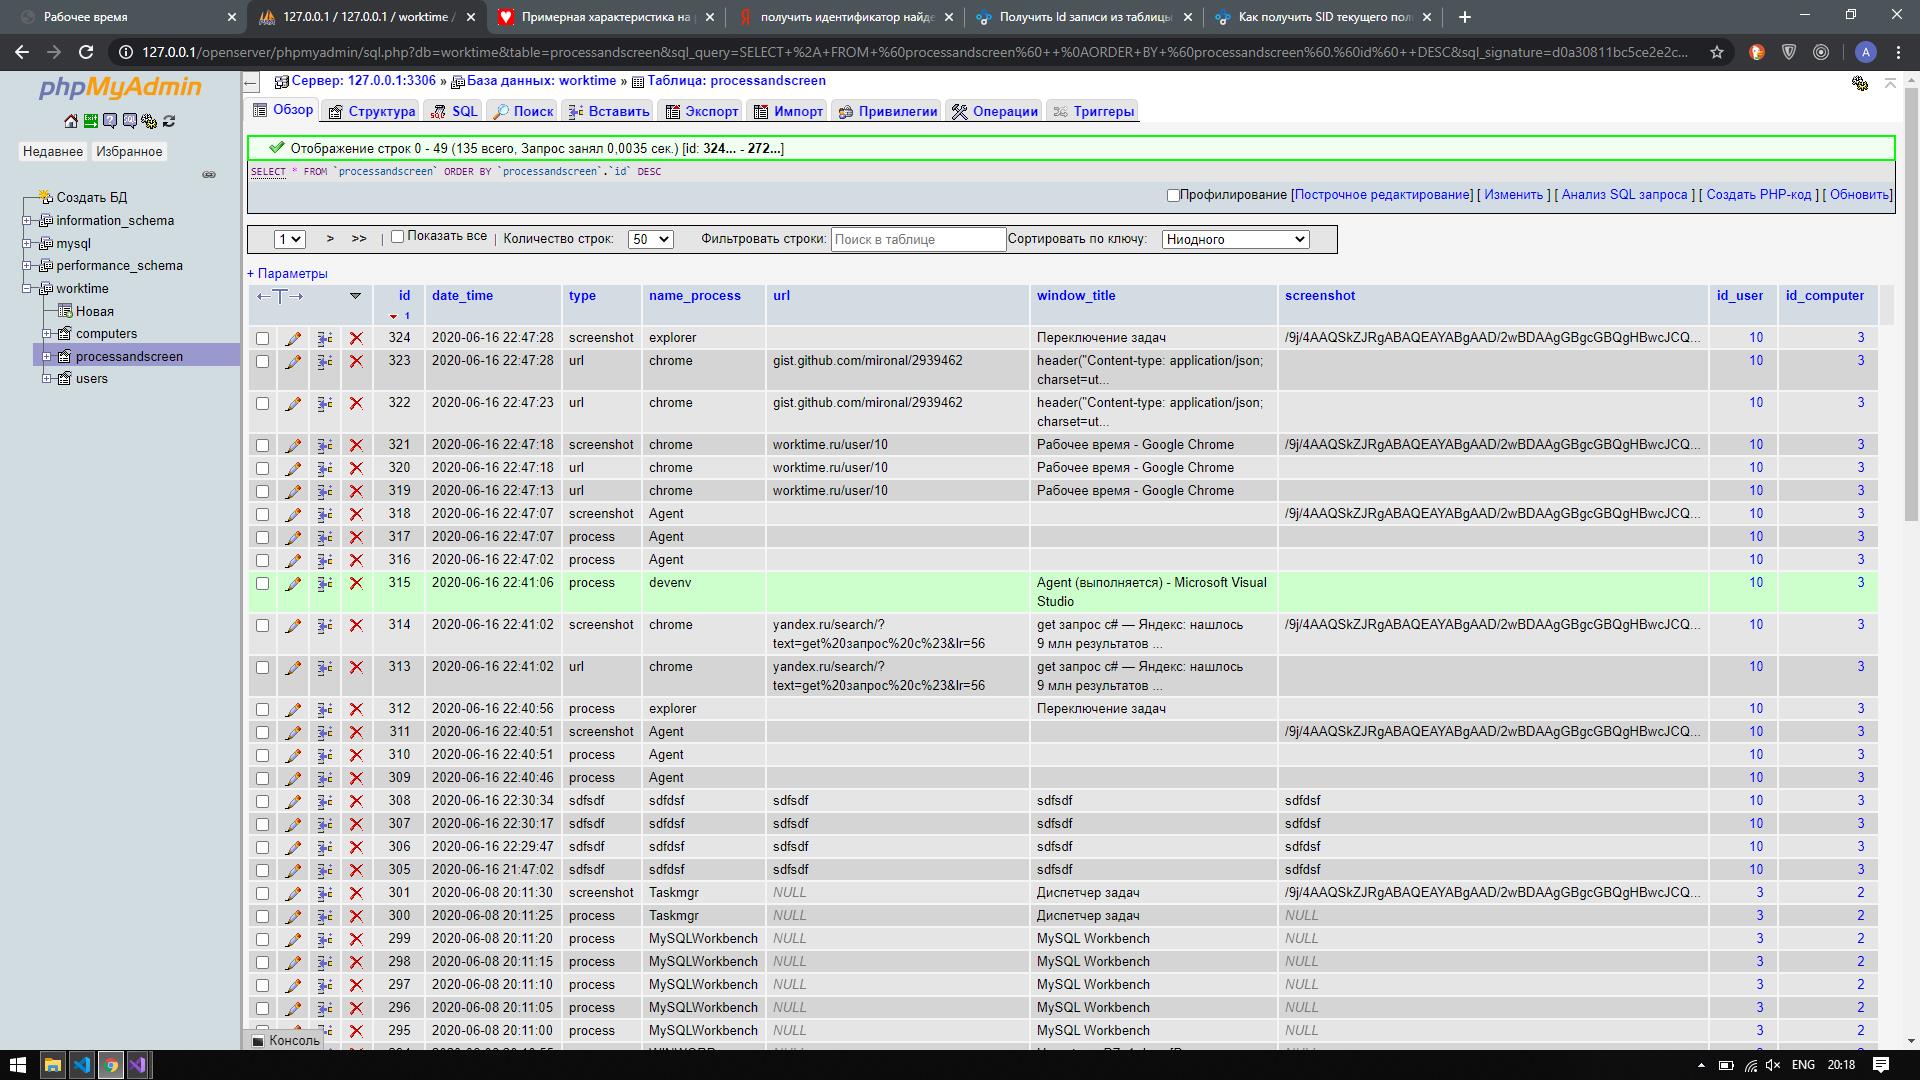 Рабочее время
127.0.0.1 / 127.0.0.1 / worktime /
Примерная характеристика на
получить идентификатор найде
Получить Id записи из таблицы
Как получить SID текущего пол
127.0.0.1/openserver/phpmyadmin/sql.php?db=worktime&table=processandscreen&sql_query=SELECT+%2A+FROM+%60processandscreen%60++%0AORDER+BY+%60processandscreen%60.%60id%60++DESC&sql_signature=d0a30811bc5ce2e2c...
A
phpMyAdmin
Недавнее Избранное
Создать БД
information_schema
mysql
performance_schema
worktime
Новая
computers
processandscreen
users
Сервер: 127.0.0.1:3306 » База данных: worktime » Таблица: processandscreen
Обзор Структура SQL Поиск Вставить Экспорт Импорт Привилегии Операции Триггеры
Отображение строк 0 - 49 (135 всего, Запрос занял 0,0035 сек.) [id: 324... - 272...]
SELECT * FROM `processandscreen` ORDER BY `processandscreen`.`id` DESC
Профилирование [Построчное редактирование] [ Изменить ] [ Анализ SQL запроса ] [ Создать PHP-код ] [ Обновить]
1 > >> | Показать все | Количество строк: 50 Фильтровать строки: Поиск в таблице Сортировать по ключу: Ниодного
+ Параметры
←T→ id 1 date_time type name_process url window_title screenshot id_user id_computer
324 2020-06-16 22:47:28 screenshot explorer Переключение задач /9j/4AAQSkZJRgABAQEAYABgAAD/2wBDAAgGBgcGBQgHBwcJCQ... 10 3
323 2020-06-16 22:47:28 url chrome gist.github.com/mironal/2939462 header("Content-type: application/json; charset=ut... 10 3
322 2020-06-16 22:47:23 url chrome gist.github.com/mironal/2939462 header("Content-type: application/json; charset=ut... 10 3
321 2020-06-16 22:47:18 screenshot chrome worktime.ru/user/10 Рабочее время - Google Chrome /9j/4AAQSkZJRgABAQEAYABgAAD/2wBDAAgGBgcGBQgHBwcJCQ... 10 3
320 2020-06-16 22:47:18 url chrome worktime.ru/user/10 Рабочее время - Google Chrome 10 3
319 2020-06-16 22:47:13 url chrome worktime.ru/user/10 Рабочее время - Google Chrome 10 3
318 2020-06-16 22:47:07 screenshot Agent /9j/4AAQSkZJRgABAQEAYABgAAD/2wBDAAgGBgcGBQgHBwcJCQ... 10 3
317 2020-06-16 22:47:07 process Agent 10 3
316 2020-06-16 22:47:02 process Agent 10 3
315 2020-06-16 22:41:06 process devenv Agent (выполняется) - Microsoft Visual Studio 10 3
314 2020-06-16 22:41:02 screenshot chrome yandex.ru/search/?text=get%20запрос%20c%23&lr=56 get запрос c# — Яндекс: нашлось 9 млн результатов ... /9j/4AAQSkZJRgABAQEAYABgAAD/2wBDAAgGBgcGBQgHBwcJCQ... 10 3
313 2020-06-16 22:41:02 url chrome yandex.ru/search/?text=get%20запрос%20c%23&lr=56 get запрос c# — Яндекс: нашлось 9 млн результатов ... 10 3
312 2020-06-16 22:40:56 process explorer Переключение задач 10 3
311 2020-06-16 22:40:51 screenshot Agent /9j/4AAQSkZJRgABAQEAYABgAAD/2wBDAAgGBgcGBQgHBwcJCQ... 10 3
310 2020-06-16 22:40:51 process Agent 10 3
309 2020-06-16 22:40:46 process Agent 10 3
308 2020-06-16 22:30:34 sdfsdf sdfdsf sdfsdf sdfsdf sdfdsf 10 3
307 2020-06-16 22:30:17 sdfsdf sdfdsf sdfsdf sdfsdf sdfdsf 10 3
306 2020-06-16 22:29:47 sdfsdf sdfdsf sdfsdf sdfsdf sdfdsf 10 3
305 2020-06-16 21:47:02 sdfsdf sdfdsf sdfsdf sdfsdf sdfdsf 10 3
301 2020-06-08 20:11:30 screenshot Taskmgr NULL Диспетчер задач /9j/4AAQSkZJRgABAQEAYABgAAD/2wBDAAgGBgcGBQgHBwcJCQ... 3 2
300 2020-06-08 20:11:25 process Taskmgr NULL Диспетчер задач NULL 3 2
299 2020-06-08 20:11:20 process MySQLWorkbench NULL MySQL Workbench NULL 3 2
298 2020-06-08 20:11:15 process MySQLWorkbench NULL MySQL Workbench NULL 3 2
297 2020-06-08 20:11:10 process MySQLWorkbench NULL MySQL Workbench NULL 3 2
296 2020-06-08 20:11:05 process MySQLWorkbench NULL MySQL Workbench NULL 3 2
295 2020-06-08 20:11:00 process MySQLWorkbench NULL MySQL Workbench NULL 3 2
Консоль
ENG 20:18